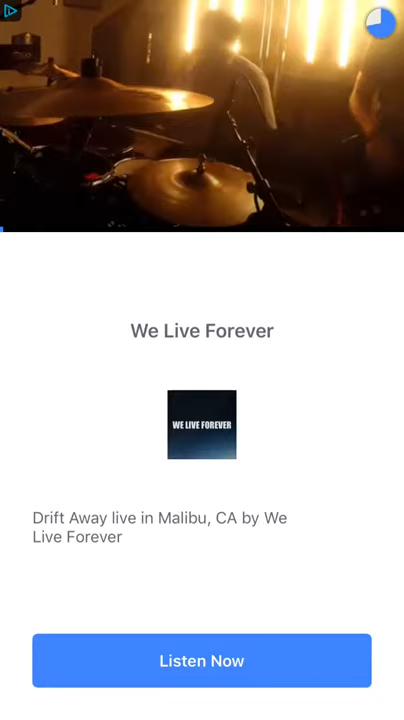 We Live Forever
WE LIVE FOREVER
Drift Away live in Malibu, CA by We
Live Forever
Listen Now